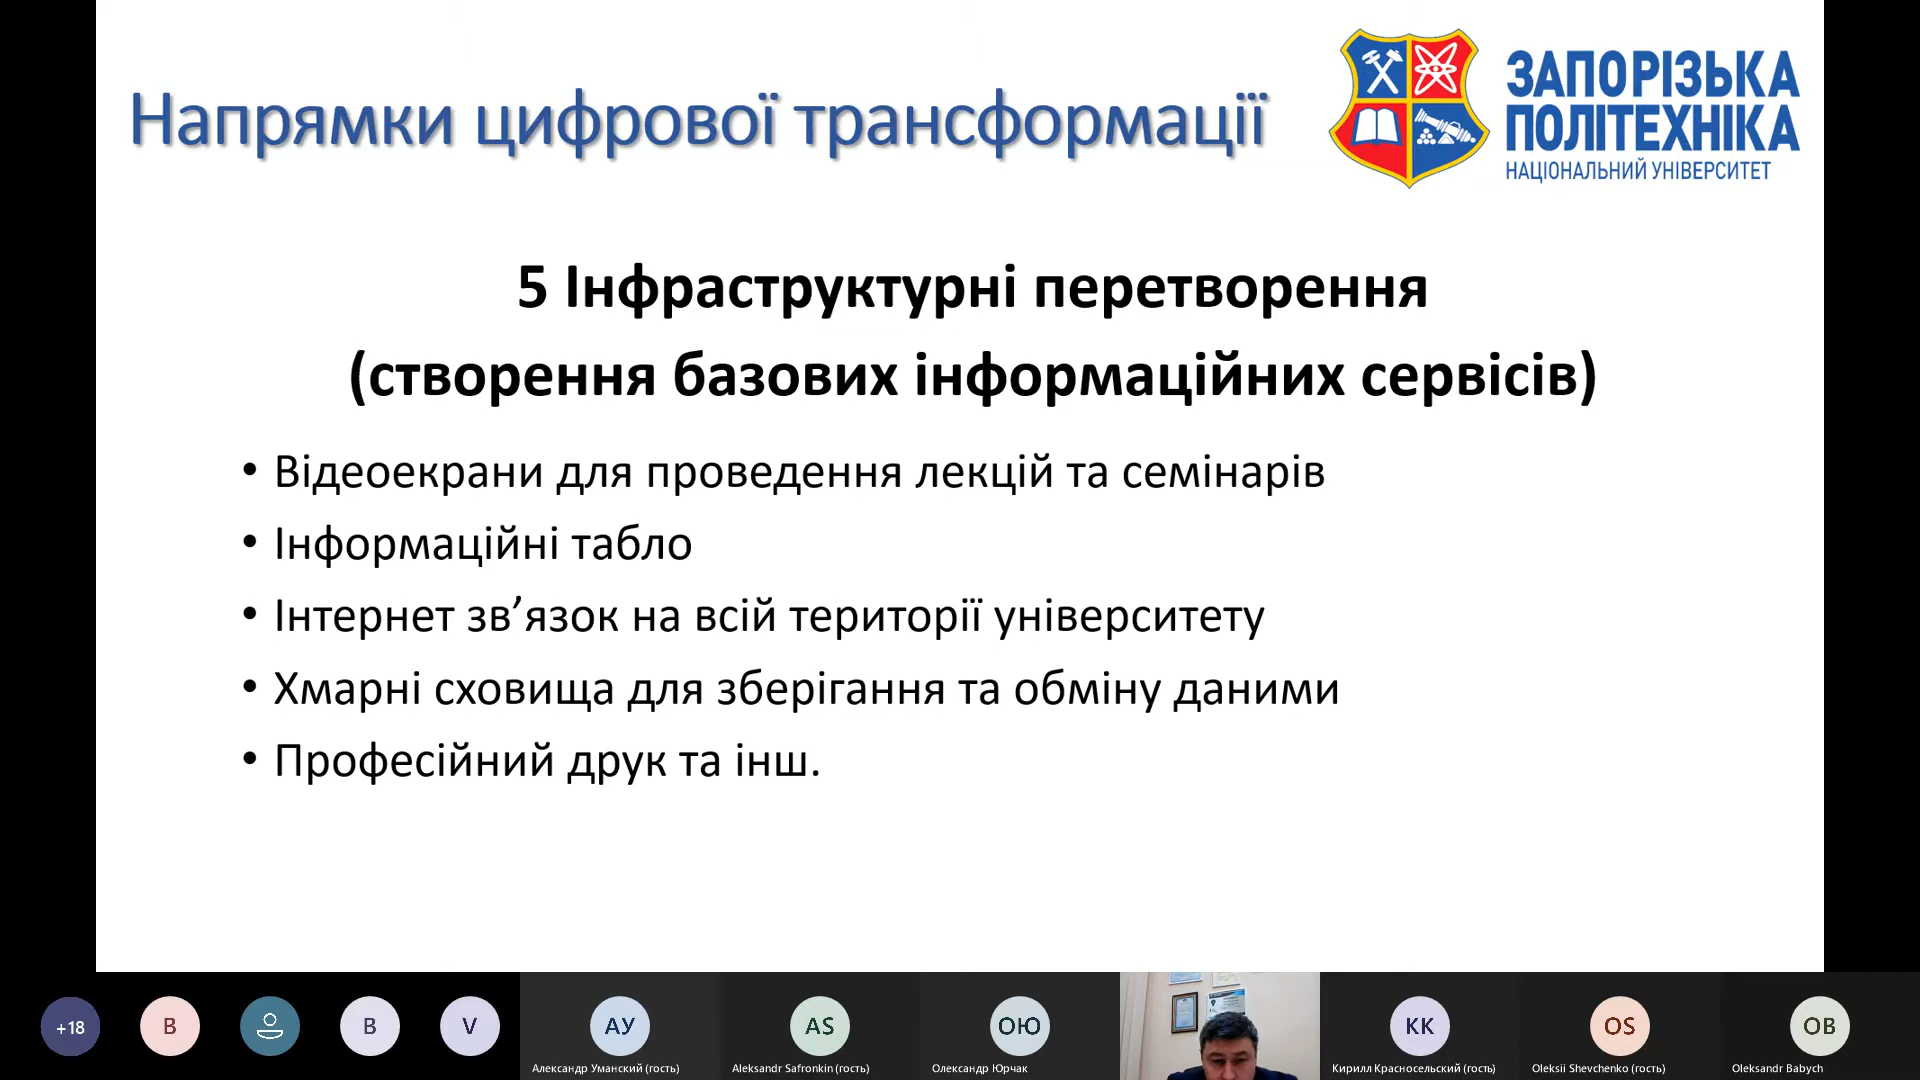 Напрямки цифрової трансформації
ЗАПОРІЗЬКА
ПОЛІТЕХНІКА
НАЦІОНАЛЬНИЙ УНІВЕРСИТЕТ
5 Інфраструктурні перетворення
(створення базових інформаційних сервісів)
• Відеоекрани для проведення лекцій та семінарів
• Інформаційні табло
• Інтернет зв’язок на всій території університету
• Хмарні сховища для зберігання та обміну даними
• Професійний друк та інш.
+18
B
B
V
АУ
AS
ОЮ
КК
OS
OB
Александр Уманский (гость)
Aleksandr Safronkin (гость)
Олександр Юрчак
Кирилл Красносельский (гость)
Oleksii Shevchenko (гость)
Oleksandr Babych